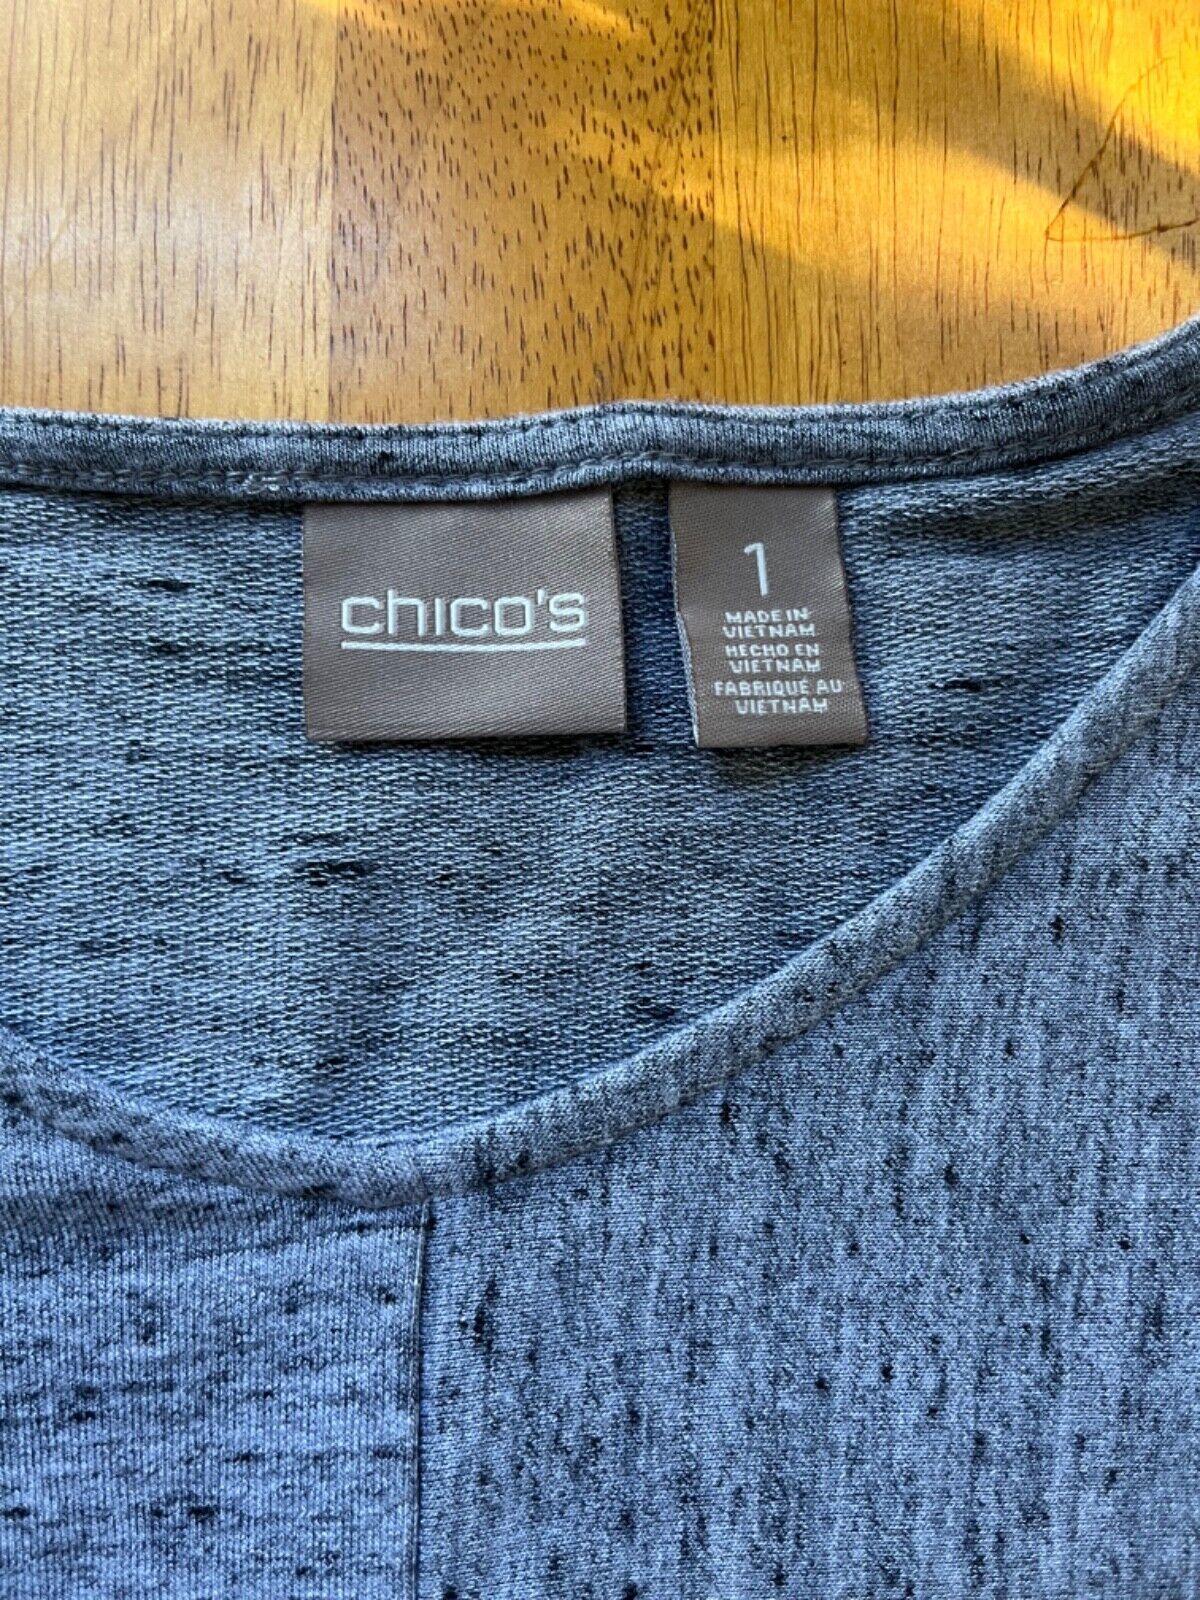 chico's
1
MADE IN
VIETNAM
HECHO EN
VIETNAM
FABRIQUÉ AU
VIETNAM